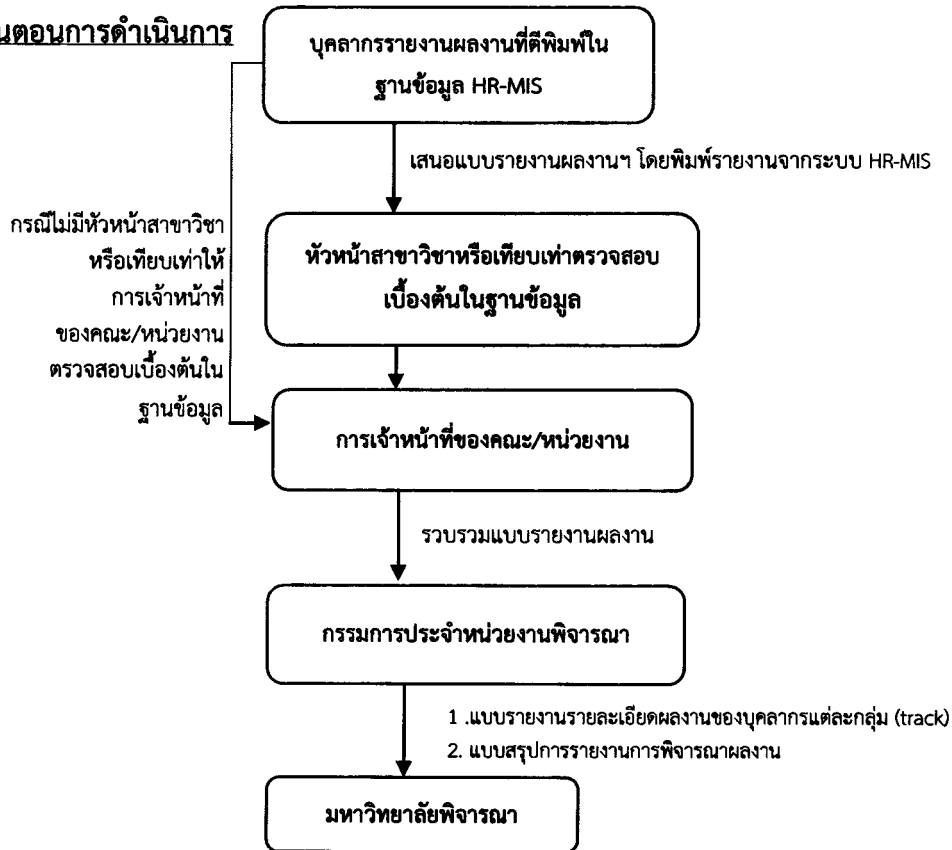 นตอนการดำเนินการ
บุคลากรรายงานผลงานที่ตีพิมพ์ใน
ฐานข้อมูล HR-MIS
เสนอแบบรายงานผลงานฯ โดยพิมพ์รายงานจากระบบ HR-MIS
กรณีไม่มีหัวหน้าสาขาวิชา
หรือเทียบเท่าให้
การเจ้าหน้าที่
ของคณะ/หน่วยงาน
ตรวจสอบเบื้องต้นใน
ฐานข้อมูล
หัวหน้าสาขาวิชาหรือเทียบเท่าตรวจสอบ
เบื้องต้นในฐานข้อมูล
การเจ้าหน้าที่ของคณะ/หน่วยงาน
รวบรวมแบบรายงานผลงาน
กรรมการประจำหน่วยงานพิจารณา
1 .แบบรายงานรายละเอียดผลงานของบุคลากรแต่ละกลุ่ม (track)
2. แบบสรุปการรายงานการพิจารณาผลงาน
มหาวิทยาลัยพิจารณา